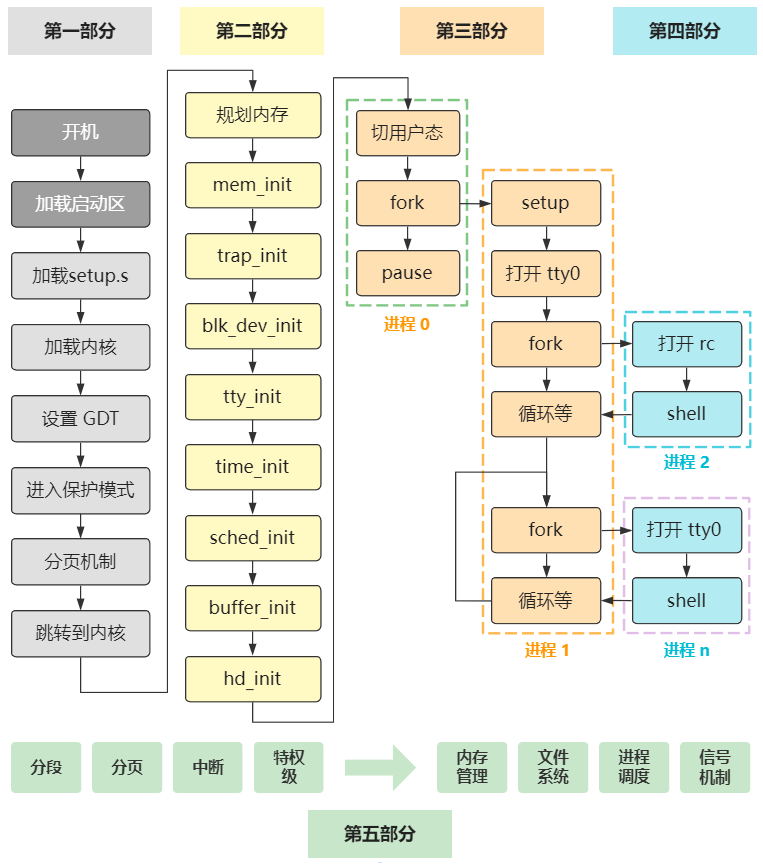 第一部分
第二部分
第三部分
第四部分
开机
加载启动区
加载setup.s
加载内核
设置 GDT
进入保护模式
分页机制
跳转到内核
规划内存
mem_init
trap_init
blk_dev_init
tty_init
time_init
sched_init
buffer_init
hd_init
切用户态
fork
pause
进程 0
setup
打开 tty0
fork
循环等
fork
循环等
进程 1
打开 rc
shell
进程 2
打开 tty0
shell
进程 n
分段
分页
中断
特权
级
内存
管理
文件
系统
进程
调度
信号
机制
第五部分